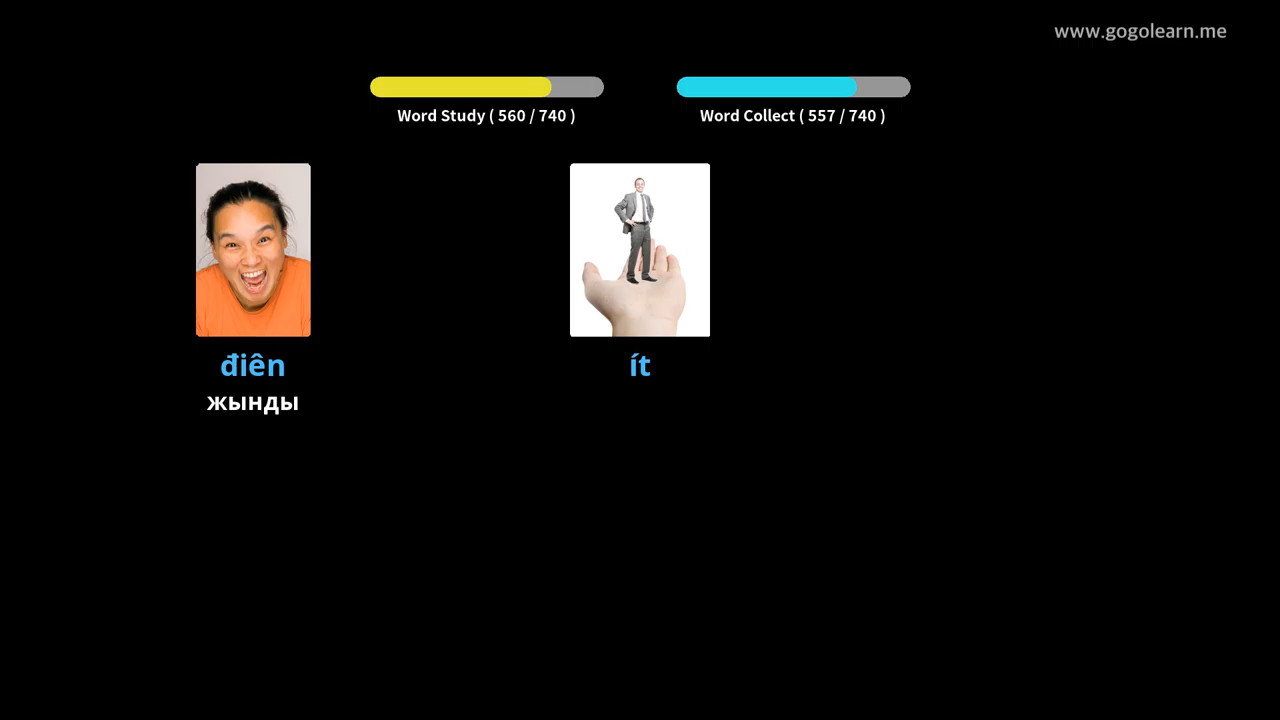 www.gogolearn.me
Word Study ( 560 / 740 )
Word Collect ( 557 / 740 )
điên
жынды
ít